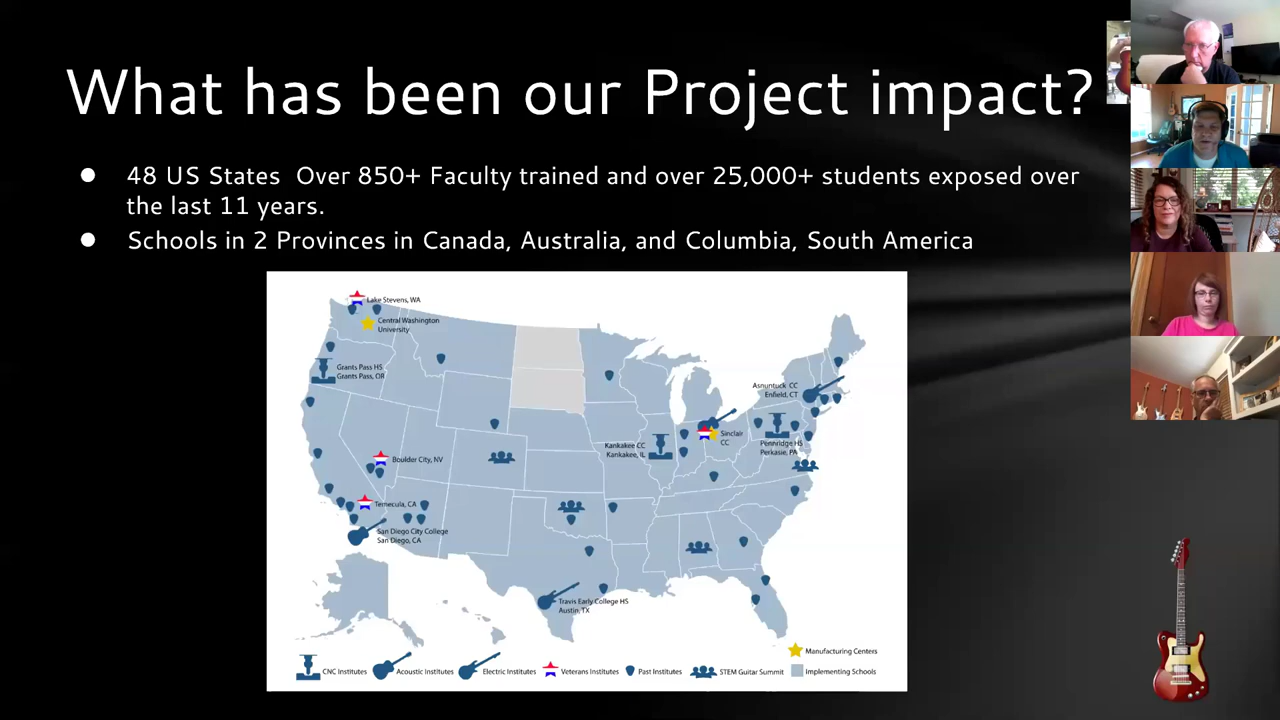 What has been our Project impact?
● 48 US States  Over 850+ Faculty trained and over 25,000+ students exposed over
the last 11 years.
● Schools in 2 Provinces in Canada, Australia, and Columbia, South America
Lake Stevens, WA
Central Washington
University
Grants Pass HS
Grants Pass, OR
Asnuntuck CC
Enfield, CT
Sinclair
CC
Kankakee CC
Kankakee, IL
Pennridge HS
Perkasie, PA
Boulder City, NV
Temecula, CA
San Diego City College
San Diego, CA
Travis Early College HS
Austin, TX
Manufacturing Centers
CNC Institutes
Acoustic Institutes
Electric Institutes
Veterans Institutes
Past Institutes
STEM Guitar Summit
Implementing Schools